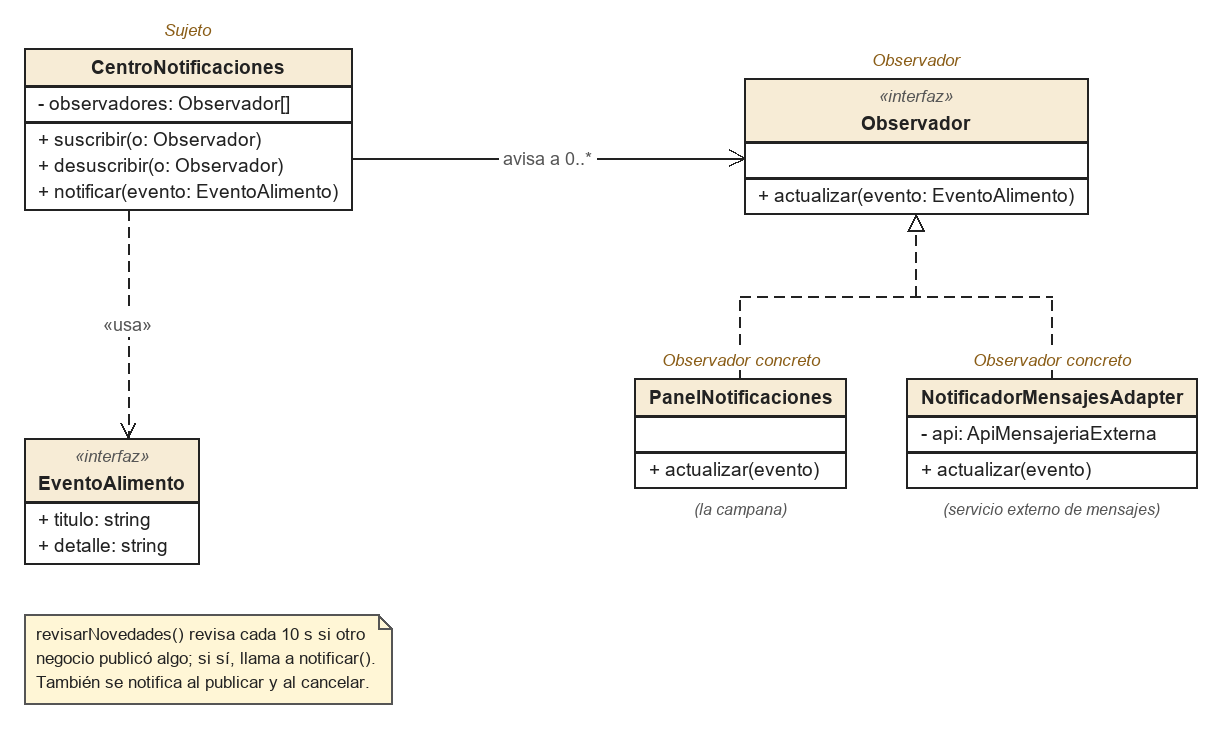 Sujeto
CentroNotificaciones
- observadores: Observador[]
+ suscribir(o: Observador)
+ desuscribir(o: Observador)
+ notificar(evento: EventoAlimento)
avisa a 0..*
Observador
«interfaz»
Observador
+ actualizar(evento: EventoAlimento)
«usa»
«interfaz»
EventoAlimento
+ titulo: string
+ detalle: string
Observador concreto
PanelNotificaciones
+ actualizar(evento)
(la campana)
Observador concreto
NotificadorMensajesAdapter
- api: ApiMensajeriaExterna
+ actualizar(evento)
(servicio externo de mensajes)
revisarNovedades() revisa cada 10 s si otro
negocio publicó algo; si sí, llama a notificar().
También se notifica al publicar y al cancelar.